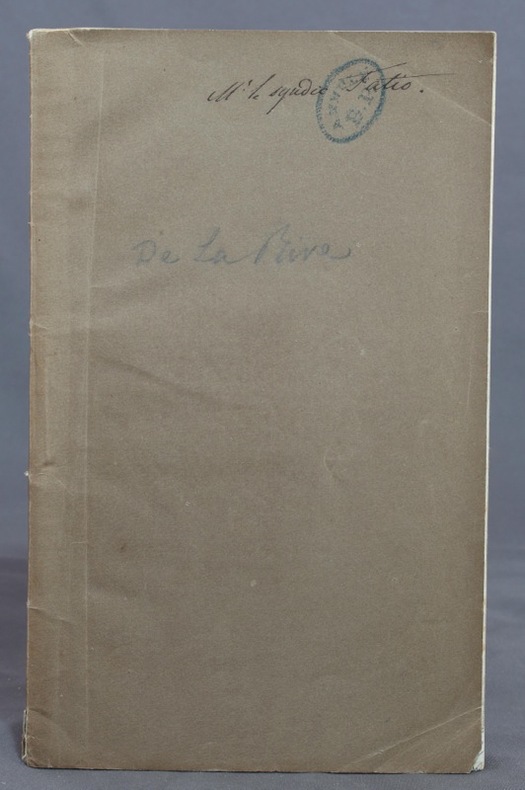 Mr. le syndic Fatio.
De La Rive